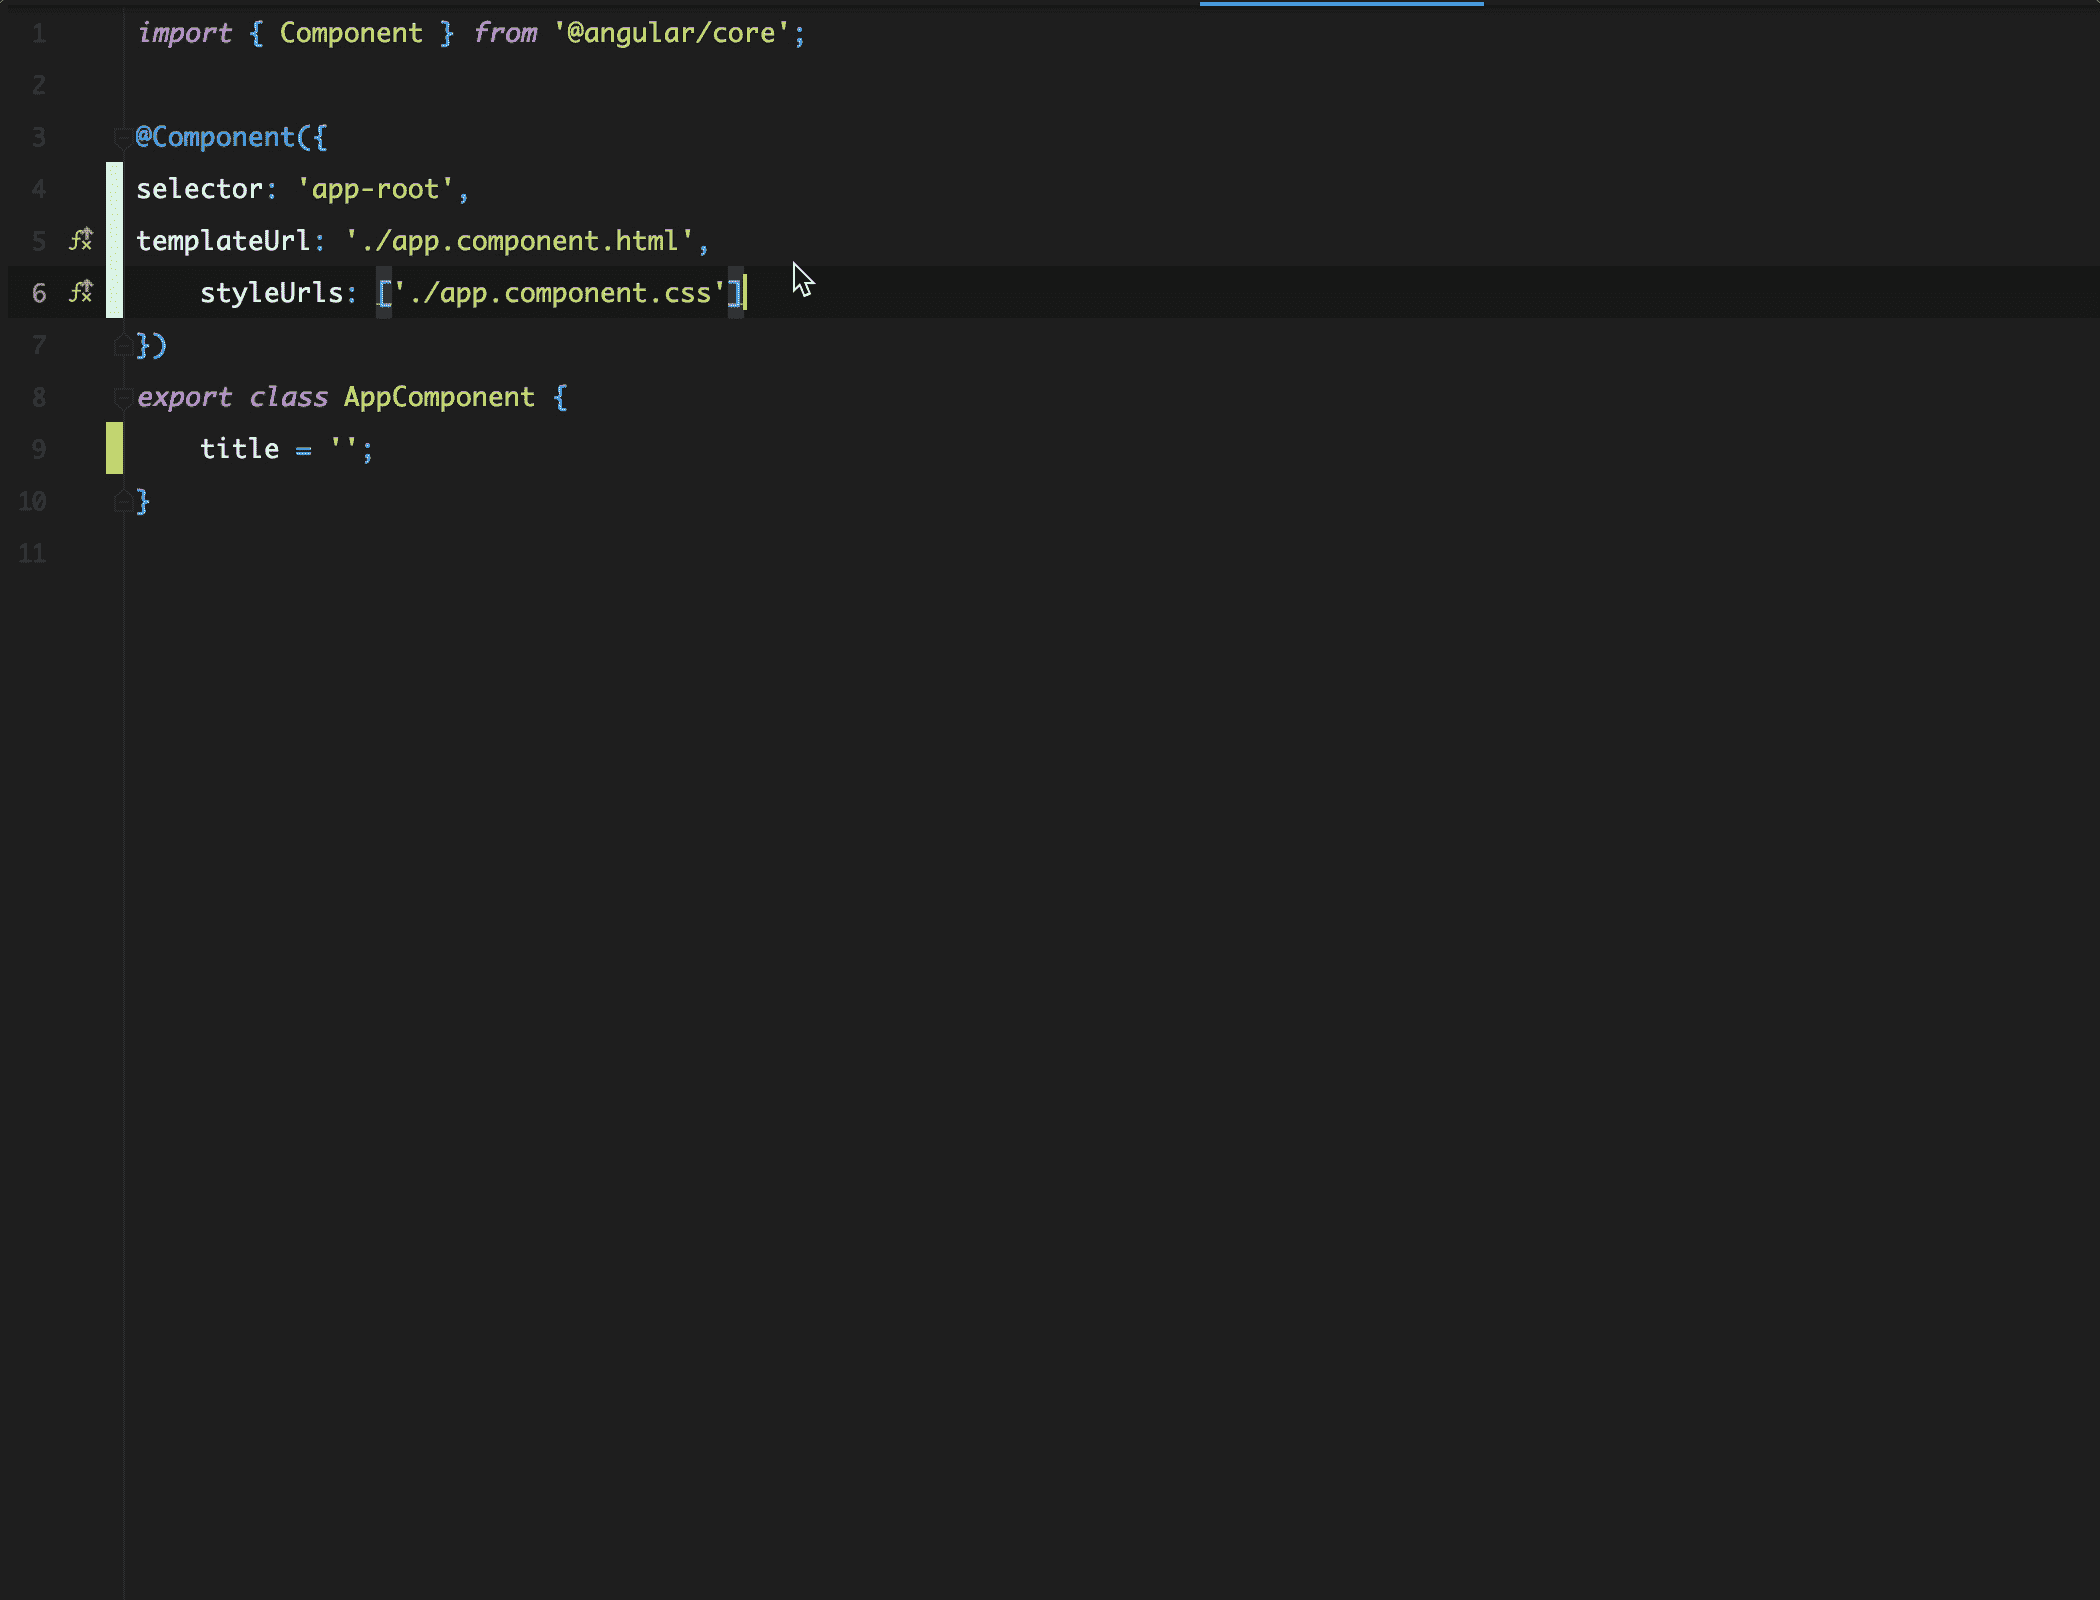 1 import { Component } from '@angular/core';
2
3 @Component({
4 selector: 'app-root',
5 templateUrl: './app.component.html',
6 styleUrls: ['./app.component.css']
7 })
8 export class AppComponent {
9 title = '';
10 }
11